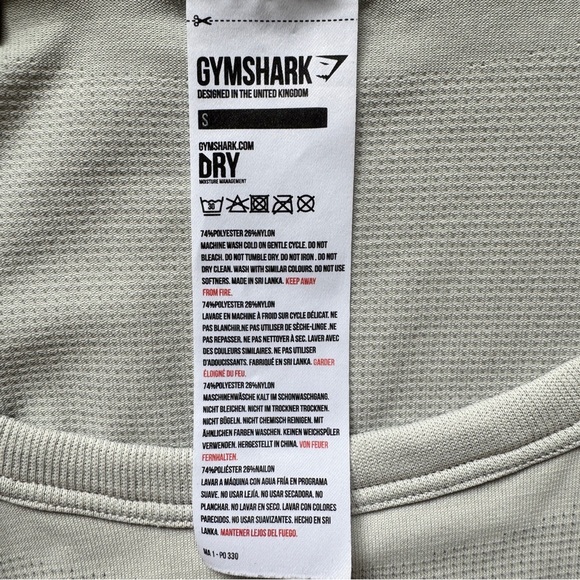 GYMSHARK
DESIGNED IN THE UNITED KINGDOM
S
GYMSHARK.COM
DRY
MOISTURE MANAGEMENT
30
74%POLYESTER 26%NYLON
MACHINE WASH COLD ON GENTLE CYCLE. DO NOT
BLEACH. DO NOT TUMBLE DRY. DO NOT IRON . DO NOT
DRY CLEAN. WASH WITH SIMILAR COLOURS. DO NOT USE
SOFTNERS. MADE IN SRI LANKA. KEEP AWAY
FROM FIRE.
74%POLYESTER 26%NYLON
LAVAGE EN MACHINE À FROID SUR CYCLE DÉLICAT. NE
PAS BLANCHIR.NE PAS UTILISER DE SÈCHE-LINGE .NE
PAS REPASSER. NE PAS NETTOYER À SEC. LAVER AVEC
DES COULEURS SIMILAIRES. NE PAS UTILISER
D'ADOUCISSANTS. FABRIQUÉ EN SRI LANKA. GARDER
ÉLOIGNÉ DU FEU.
74%POLYESTER 26%NYLON
MASCHINENWÄSCHE KALT IM SCHONWASCHGANG.
NICHT BLEICHEN. IM NICHT TROCKNER TROCKNEN.
NICHT BÜGELN. NICHT CHEMISCH REINIGEN. MIT
ÄHNLICHEN FARBEN WASCHEN. KEINEN WEICHSPÜLER
VERWENDEN. HERGESTELLT IN CHINA. VON FEUER
FERNHALTEN.
74%POLIÉSTER 26%NAILON
LAVAR A MÁQUINA CON AGUA FRÍA EN PROGRAMA
SUAVE. NO USAR LEJÍA. NO USAR SECADORA. NO
PLANCHAR. NO LAVAR EN SECO. LAVAR CON COLORES
PARECIDOS. NO USAR SUAVIZANTES. HECHO EN SRI
LANKA. MANTENER LEJOS DEL FUEGO.
MA 1 - PO 330